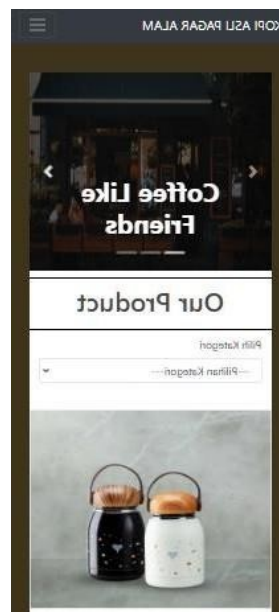 KOPI ASLI PAGAR ALAM
Coffee Like
Friends
Our Product
Pilih Kategori
---Pilihan Kategori---